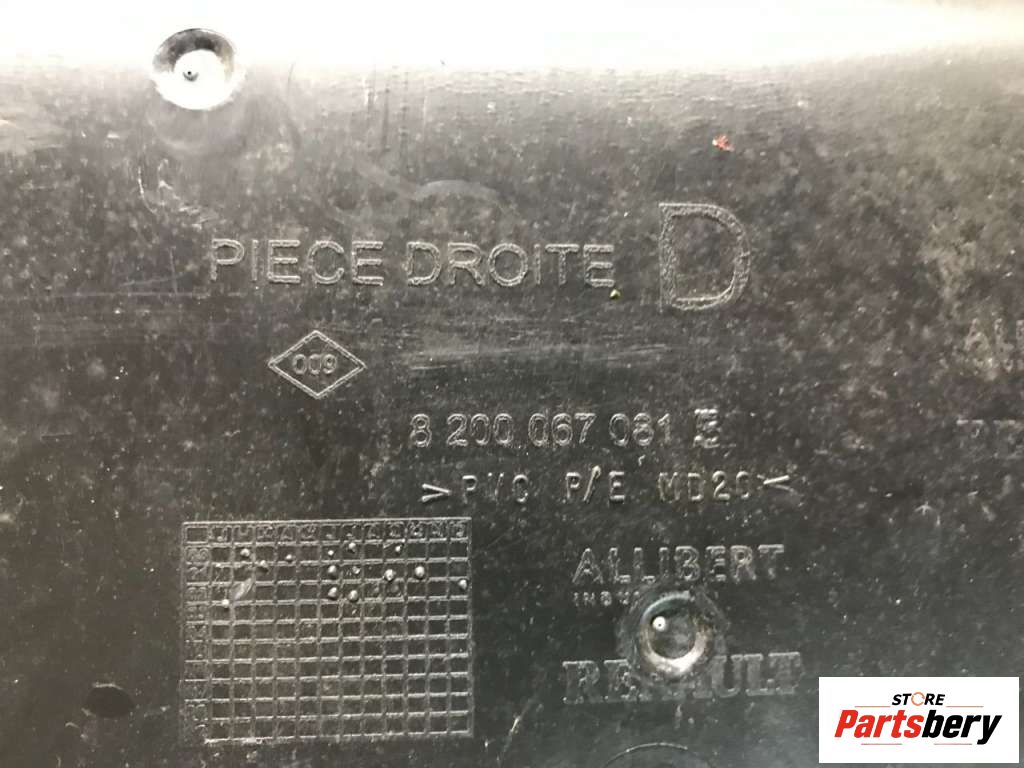 PIECE DROITE D
009
8 200 067 081 E
>PVC P/E MD20<
ALLIBERT
RENAULT
STORE
Partsbery